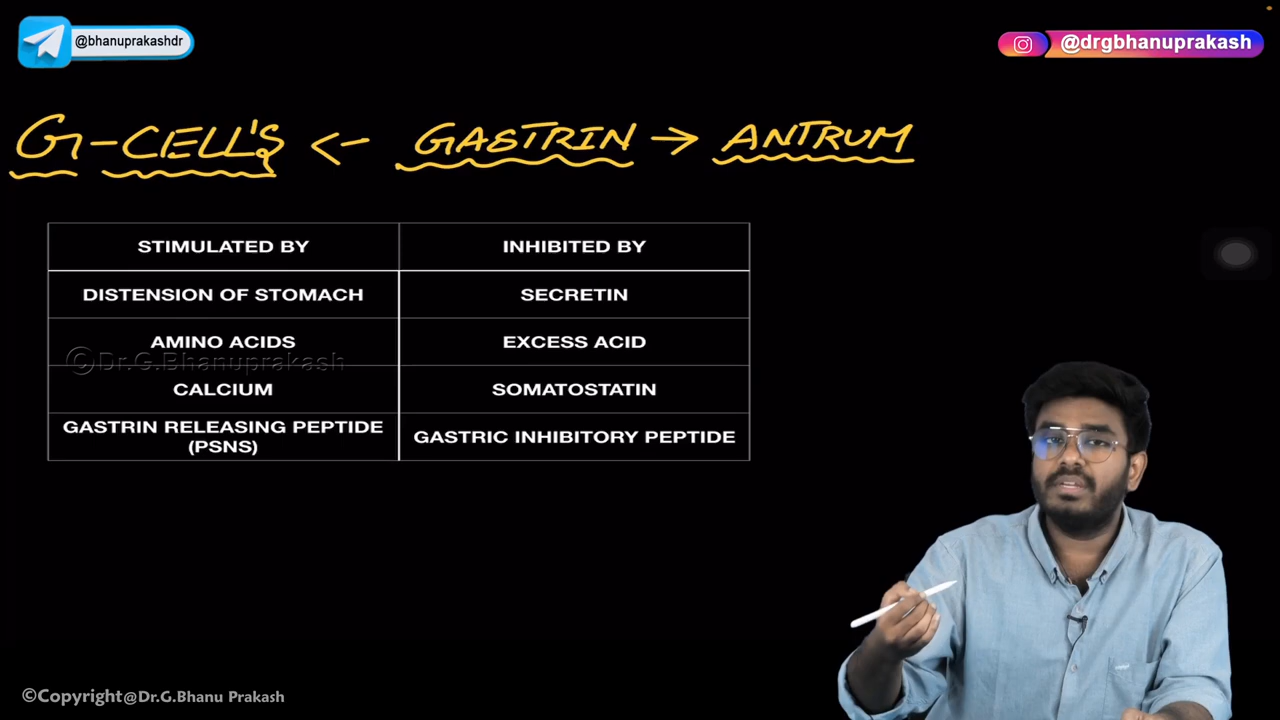 @bhanuprakashdr
@drgbhanuprakash
G-CELL'S ← GASTRIN → ANTRUM
STIMULATED BY INHIBITED BY
DISTENSION OF STOMACH SECRETIN
AMINO ACIDS EXCESS ACID
©Dr.G.Bhanuprakash
CALCIUM SOMATOSTATIN
GASTRIN RELEASING PEPTIDE
(PSNS)
GASTRIC INHIBITORY PEPTIDE
©Copyright@Dr.G.Bhanu Prakash